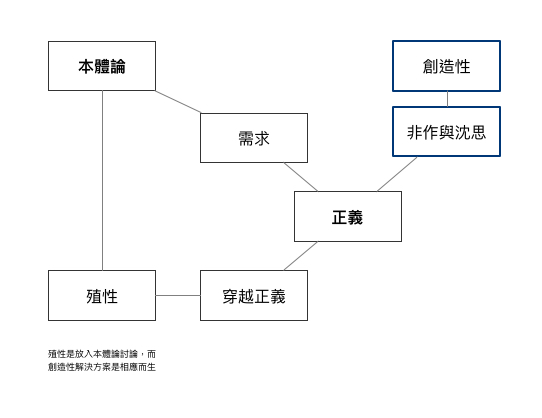 本體論
創造性
需求
非作與沈思
正義
殖性
穿越正義
殖性是放入本體論討論，而
創造性解決方案是相應而生